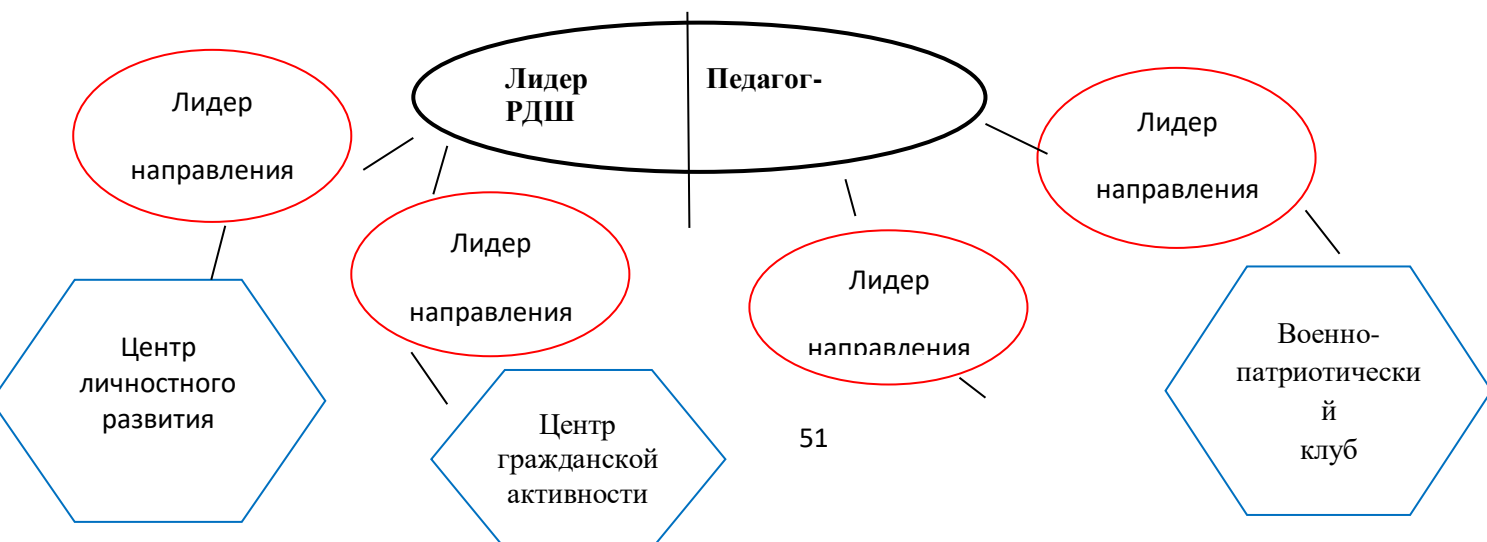 Лидер
РДШ
Педагог-
Лидер
направления
Лидер
направления
Лидер
направления
Лидер
направления
Центр
личностного
развития
Центр
гражданской
активности
51
Военно-
патриотически
й
клуб